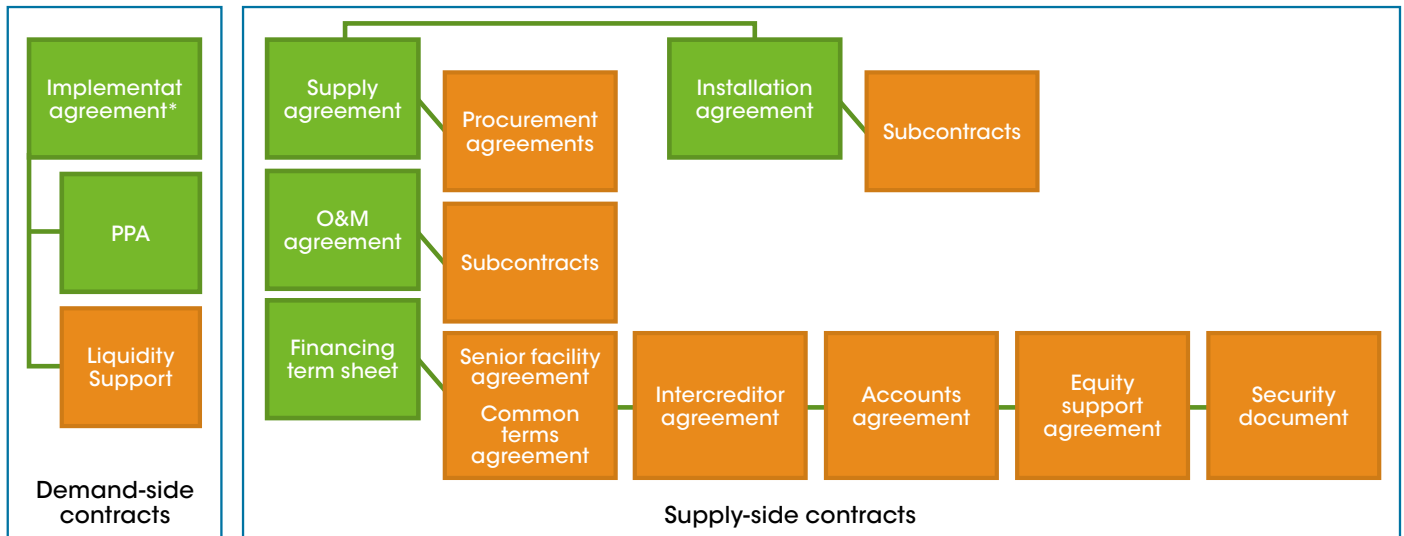 Implementat
agreement*
PPA
Liquidity
Support
Demand-side
contracts
Supply
agreement
Procurement
agreements
Installation
agreement
Subcontracts
O&M
agreement
Subcontracts
Financing
term sheet
Senior facility
agreement
Common
terms
agreement
Intercreditor
agreement
Accounts
agreement
Equity
support
agreement
Security
document
Supply-side contracts